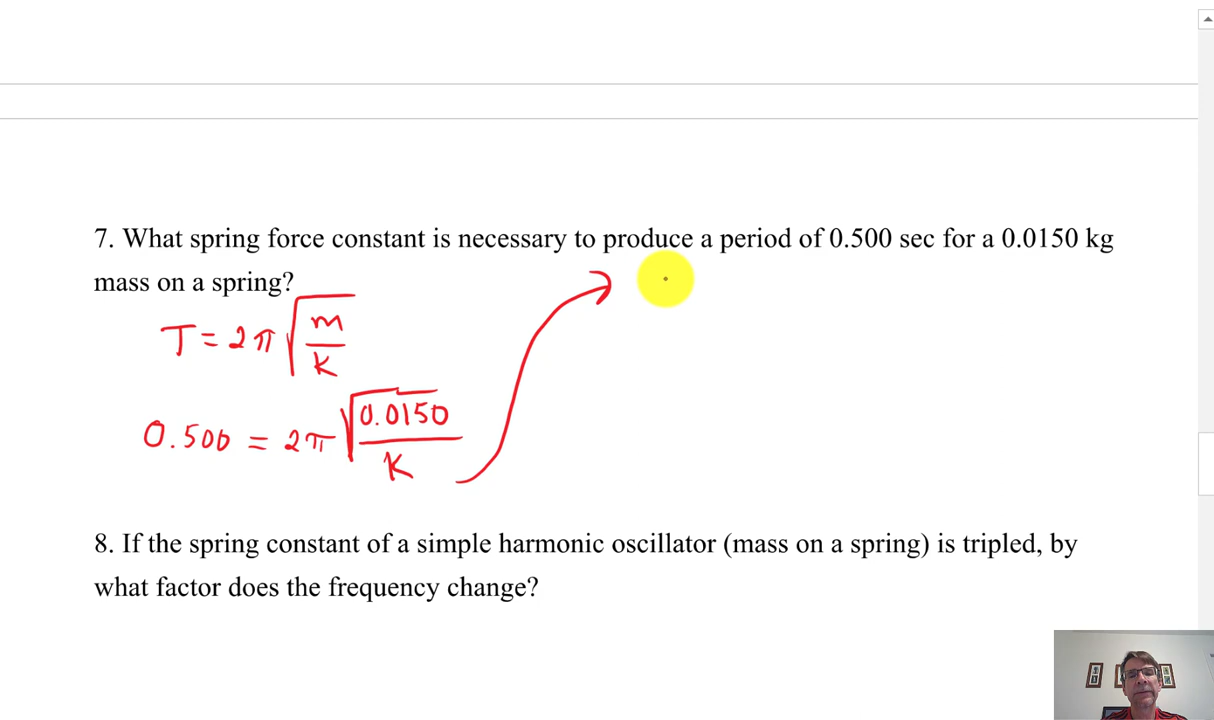 7. What spring force constant is necessary to produce a period of 0.500 sec for a 0.0150 kg
mass on a spring?
T = 2π √(m/K)
0.500 = 2π √(0.0150/K)
8. If the spring constant of a simple harmonic oscillator (mass on a spring) is tripled, by
what factor does the frequency change?